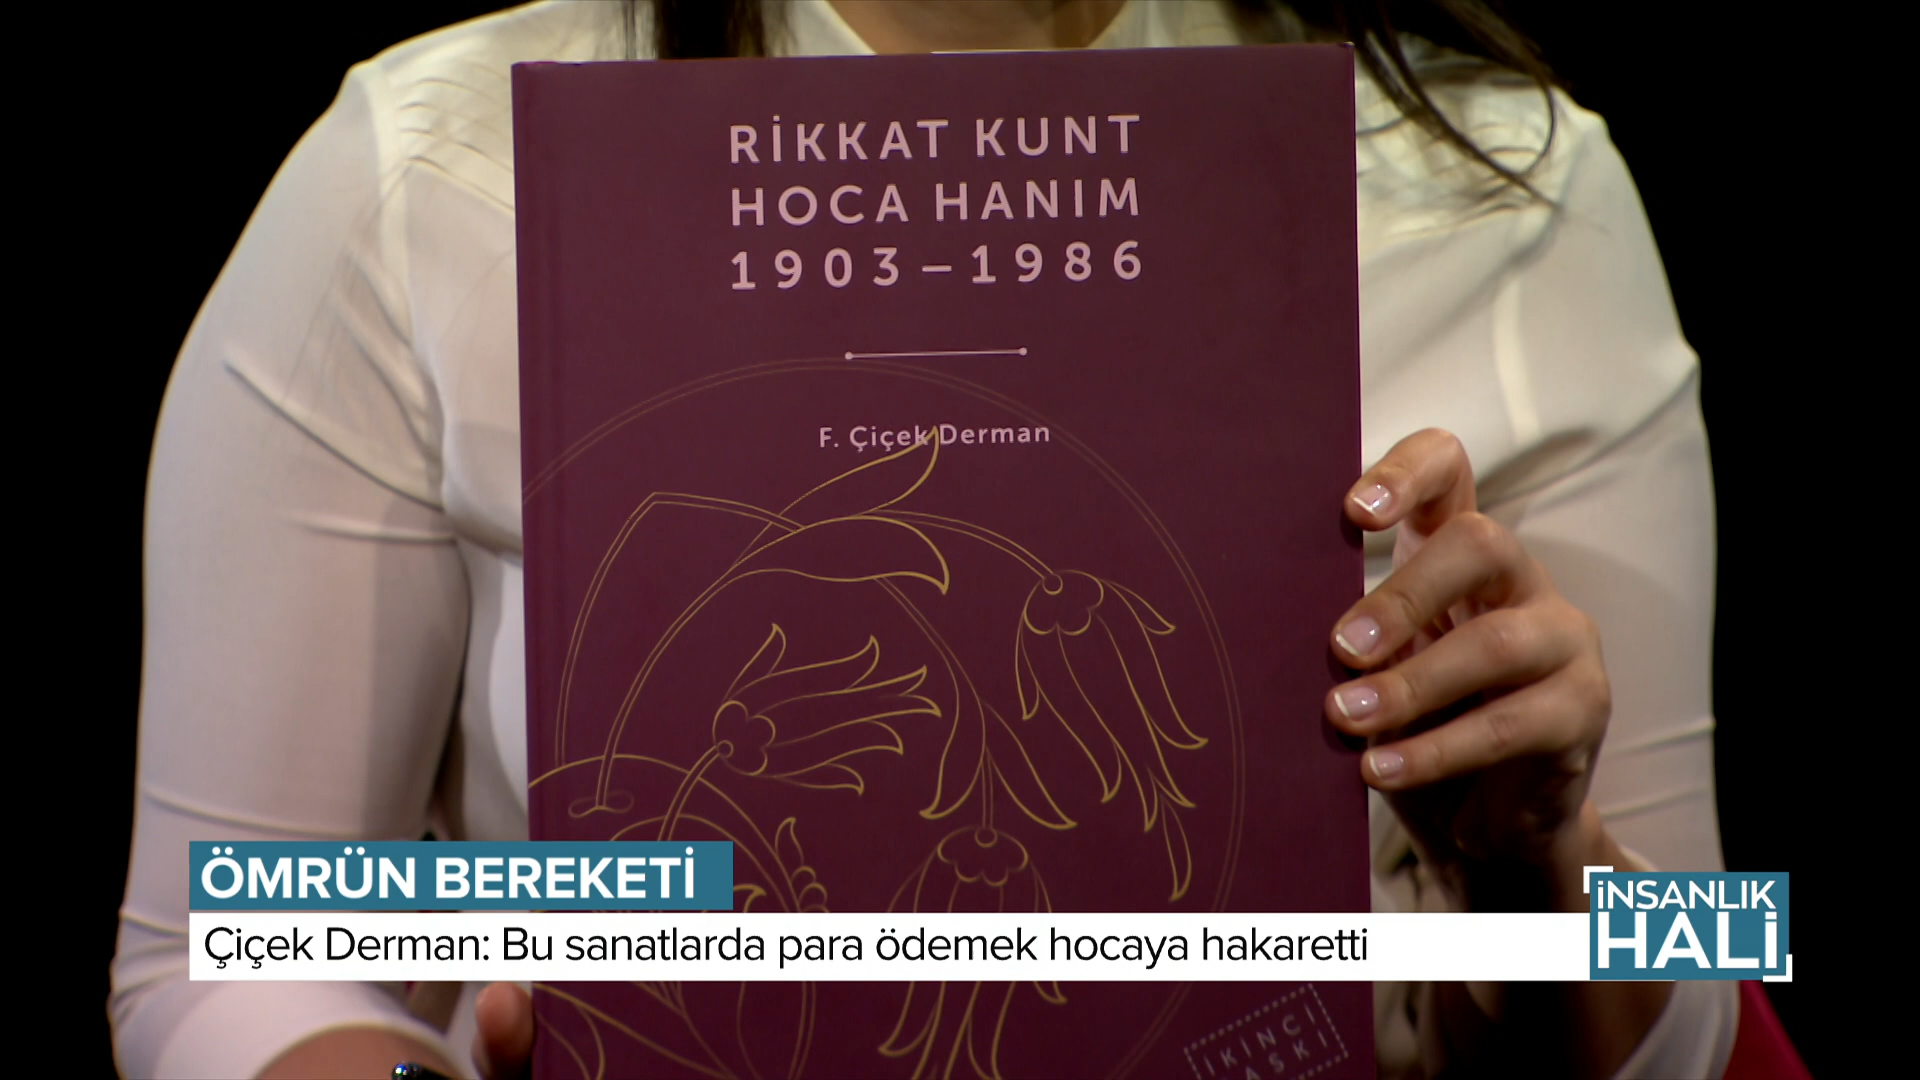 RİKKAT KUNT
HOCA HANIM
1903–1986
F. Çiçek Derman
ÖMRÜN BEREKETİ
Çiçek Derman: Bu sanatlarda para ödemek hocaya hakaretti
İNSANLIK
HALİ
İKİNCİ